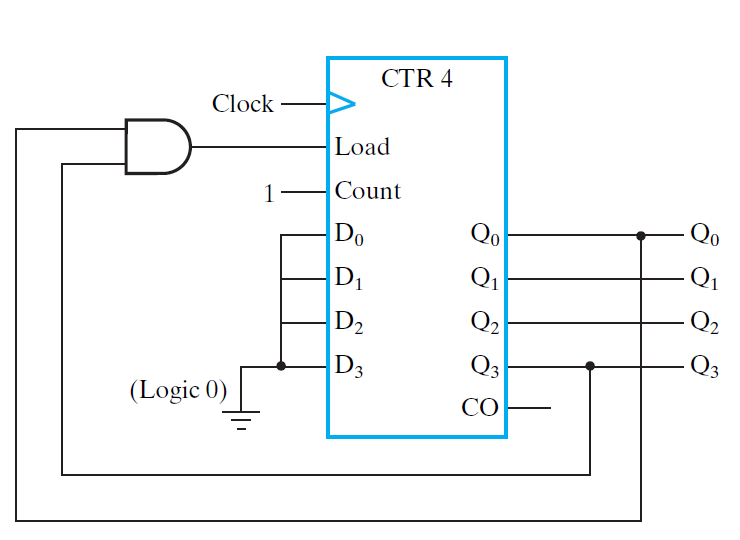 CTR 4
Clock
Load
1 Count
D₀ Q₀ Q₀
D₁ Q₁ Q₁
D₂ Q₂ Q₂
D₃ Q₃ Q₃
(Logic 0)
CO